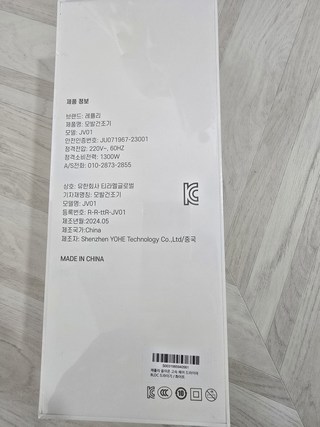 제품 정보
브랜드: 레플리
제품명: 모발건조기
모델: JV01
안전인증번호: JU071967-23001
정격전압: 220V~, 60HZ
정격소비전력: 1300W
A/S전화: 010-2873-2855
상호: 유한회사 티라멜글로벌
기자재명칭: 모발건조기
모델명: JV01
등록번호: R-R-ttR-JV01
제조년월: 2024.05
제조국가:China
제조자: Shenzhen YOHE Technology Co.,Ltd/중국
MADE IN CHINA